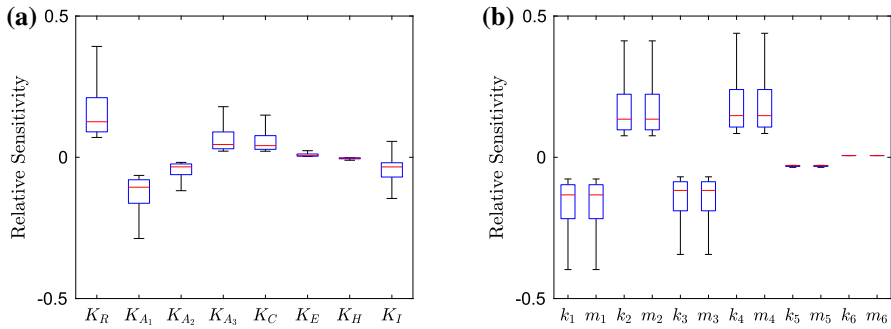 (a)
0.5
0
-0.5
Relative Sensitivity
K_R K_{A_1} K_{A_2} K_{A_3} K_C K_E K_H K_I
(b)
0.5
0
-0.5
Relative Sensitivity
k_1 m_1 k_2 m_2 k_3 m_3 k_4 m_4 k_5 m_5 k_6 m_6